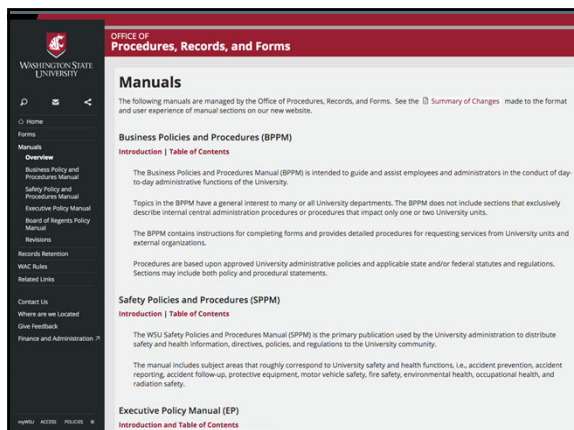 WASHINGTON STATE
UNIVERSITY
Home
Forms
Manuals
Overview
Business Policy and
Procedures Manual
Safety Policy and
Procedures Manual
Executive Policy Manual
Board of Regents Policy
Manual
Revisions
Records Retention
WAC Rules
Related Links
Contact Us
Where are we Located
Give Feedback
Finance and Administration
myWSU ACCESS POLICIES ©
OFFICE OF
Procedures, Records, and Forms
Manuals
The following manuals are managed by the Office of Procedures, Records, and Forms. See the Summary of Changes made to the format
and user experience of manual sections on our new website.
Business Policies and Procedures (BPPM)
Introduction | Table of Contents
The Business Policies and Procedures Manual (BPPM) is intended to guide and assist employees and administrators in the conduct of day-
to-day administrative functions of the University.
Topics in the BPPM have a general interest to many or all University departments. The BPPM does not include sections that exclusively
describe internal central administration procedures or procedures that impact only one or two University units.
The BPPM contains instructions for completing forms and provides detailed procedures for requesting services from University units and
external organizations.
Procedures are based upon approved University administrative policies and applicable state and/or federal statutes and regulations.
Sections may include both policy and procedural statements.
Safety Policies and Procedures (SPPM)
Introduction | Table of Contents
The WSU Safety Policies and Procedures Manual (SPPM) is the primary publication used by the University administration to distribute
safety and health information, directives, policies, and regulations to the University community.
The manual includes subject areas that roughly correspond to University safety and health functions, i.e., accident prevention, accident
reporting, accident follow-up, protective equipment, motor vehicle safety, fire safety, environmental health, occupational health, and
radiation safety.
Executive Policy Manual (EP)
Introduction and Table of Contents